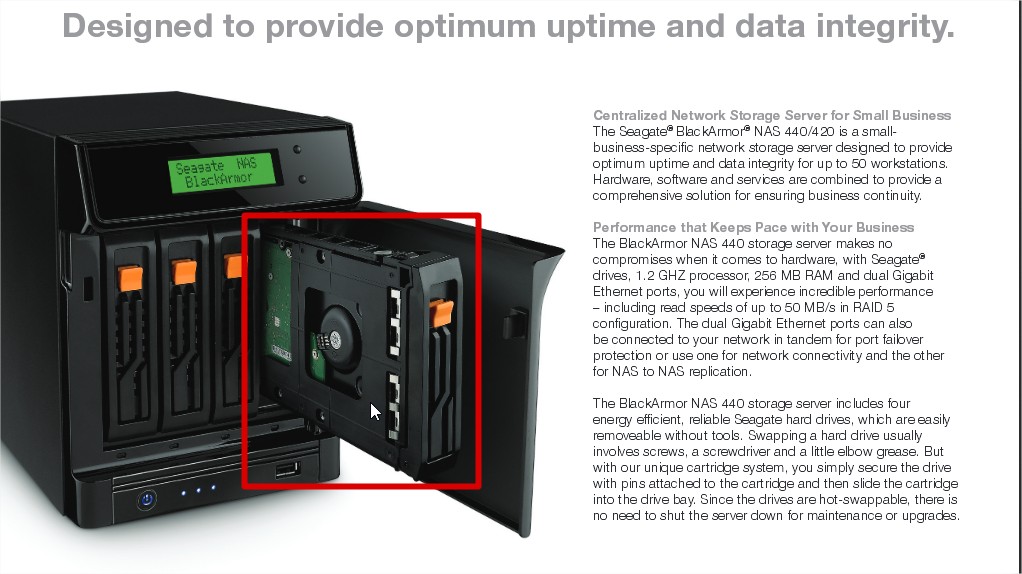 Designed to provide optimum uptime and data integrity.
Seagate NAS
BlackArmor
Centralized Network Storage Server for Small Business
The Seagate® BlackArmor® NAS 440/420 is a small-
business-specific network storage server designed to provide
optimum uptime and data integrity for up to 50 workstations.
Hardware, software and services are combined to provide a
comprehensive solution for ensuring business continuity.
Performance that Keeps Pace with Your Business
The BlackArmor NAS 440 storage server makes no
compromises when it comes to hardware, with Seagate®
drives, 1.2 GHZ processor, 256 MB RAM and dual Gigabit
Ethernet ports, you will experience incredible performance
– including read speeds of up to 50 MB/s in RAID 5
configuration. The dual Gigabit Ethernet ports can also
be connected to your network in tandem for port failover
protection or use one for network connectivity and the other
for NAS to NAS replication.
The BlackArmor NAS 440 storage server includes four
energy efficient, reliable Seagate hard drives, which are easily
removeable without tools. Swapping a hard drive usually
involves screws, a screwdriver and a little elbow grease. But
with our unique cartridge system, you simply secure the drive
with pins attached to the cartridge and then slide the cartridge
into the drive bay. Since the drives are hot-swappable, there is
no need to shut the server down for maintenance or upgrades.